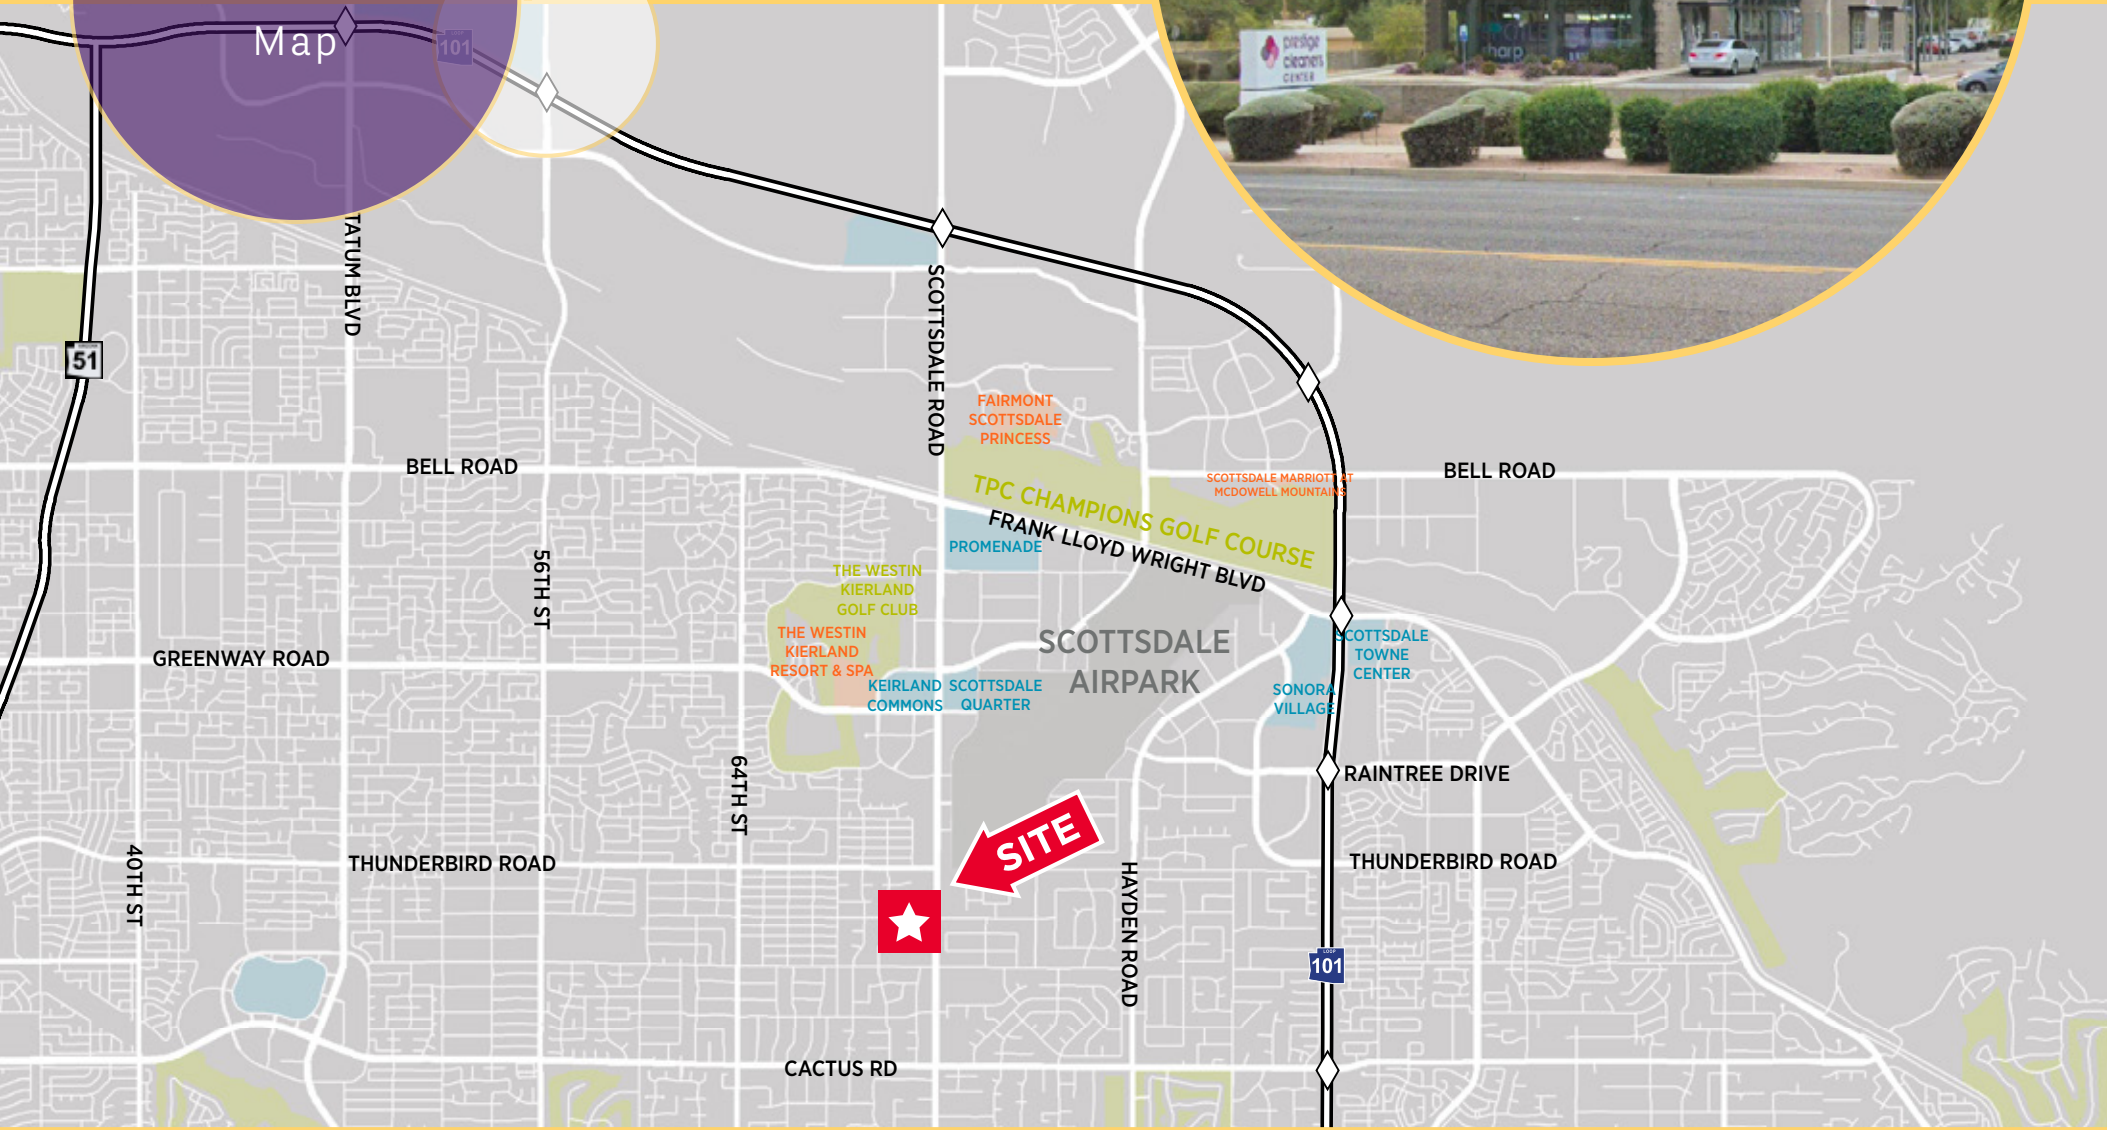 Map
101
prestige
cleaners
CENTER
sharp
TATUM BLVD
SCOTTSDALE ROAD
51
FAIRMONT
SCOTTSDALE
PRINCESS
BELL ROAD
SCOTTSDALE MARRIOTT AT
MCDOWELL MOUNTAINS
BELL ROAD
TPC CHAMPIONS GOLF COURSE
FRANK LLOYD WRIGHT BLVD
PROMENADE
56TH ST
THE WESTIN
KIERLAND
GOLF CLUB
THE WESTIN
KIERLAND
RESORT & SPA
SCOTTSDALE
AIRPARK
SCOTTSDALE
TOWNE
CENTER
GREENWAY ROAD
KEIRLAND
COMMONS
SCOTTSDALE
QUARTER
SONORA
VILLAGE
64TH ST
RAINTREE DRIVE
SITE
40TH ST
THUNDERBIRD ROAD
THUNDERBIRD ROAD
HAYDEN ROAD
LOOP
101
CACTUS RD